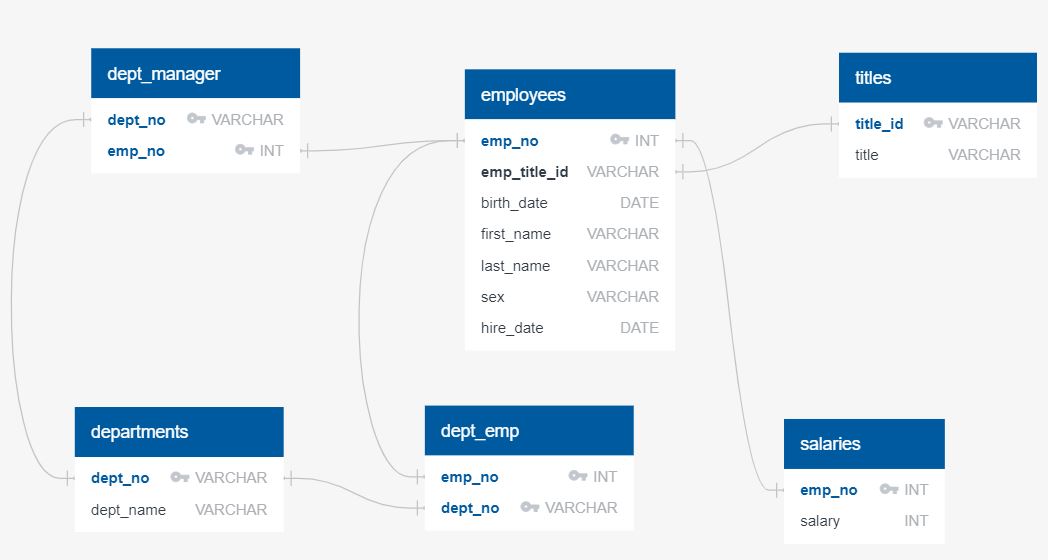 dept_manager
dept_no VARCHAR
emp_no INT
employees
emp_no INT
emp_title_id VARCHAR
birth_date DATE
first_name VARCHAR
last_name VARCHAR
sex VARCHAR
hire_date DATE
titles
title_id VARCHAR
title VARCHAR
departments
dept_no VARCHAR
dept_name VARCHAR
dept_emp
emp_no INT
dept_no VARCHAR
salaries
emp_no INT
salary INT